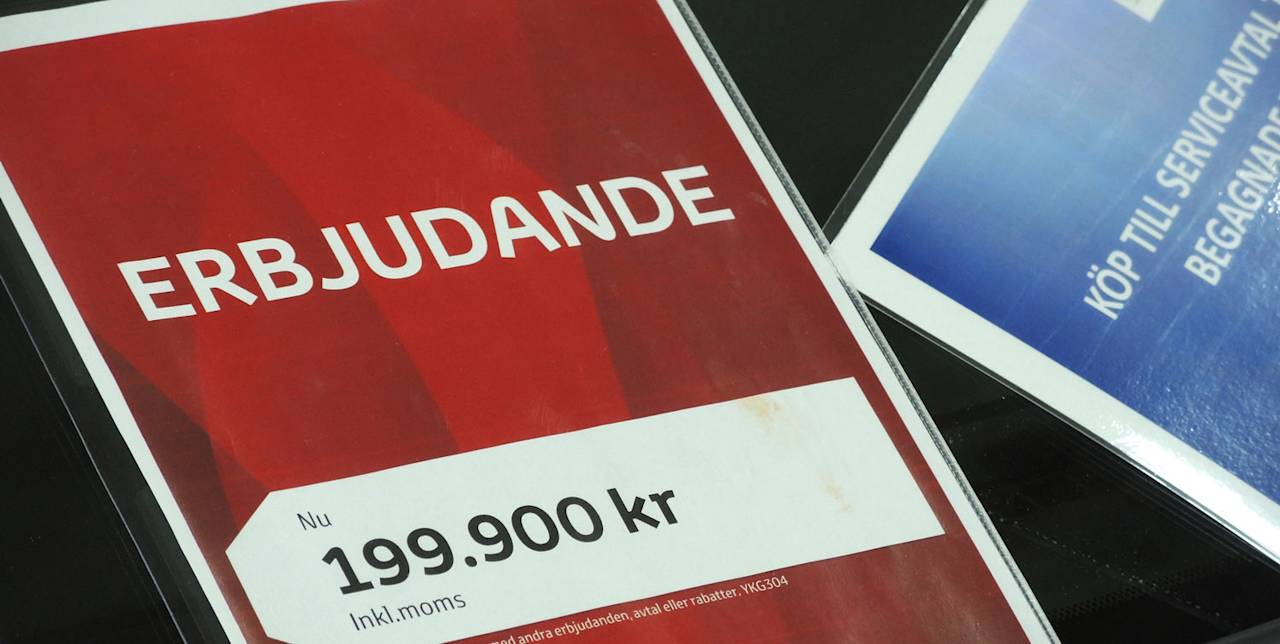 ERBJUDANDE
Nu
199.900 kr
Inkl.moms
med andra erbjudanden, avtal eller rabatter. YKG304
KÖP TILL SERVICEAVTAL
BEGAGNADE